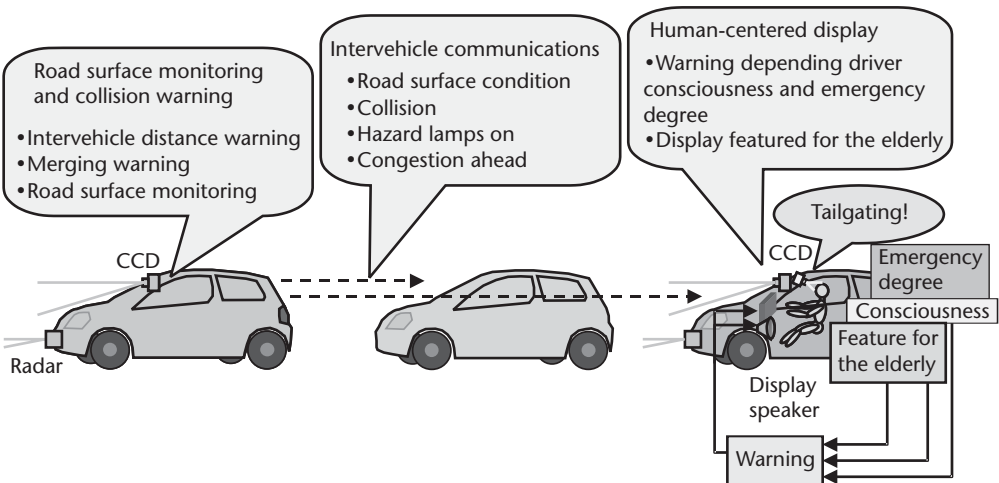 Road surface monitoring
and collision warning
•Intervehicle distance warning
•Merging warning
•Road surface monitoring
Intervehicle communications
•Road surface condition
•Collision
•Hazard lamps on
•Congestion ahead
Human-centered display
•Warning depending driver
consciousness and emergency
degree
•Display featured for the elderly
Tailgating!
CCD
CCD
Emergency
degree
Consciousness
Feature for
the elderly
Radar
Display
speaker
Warning